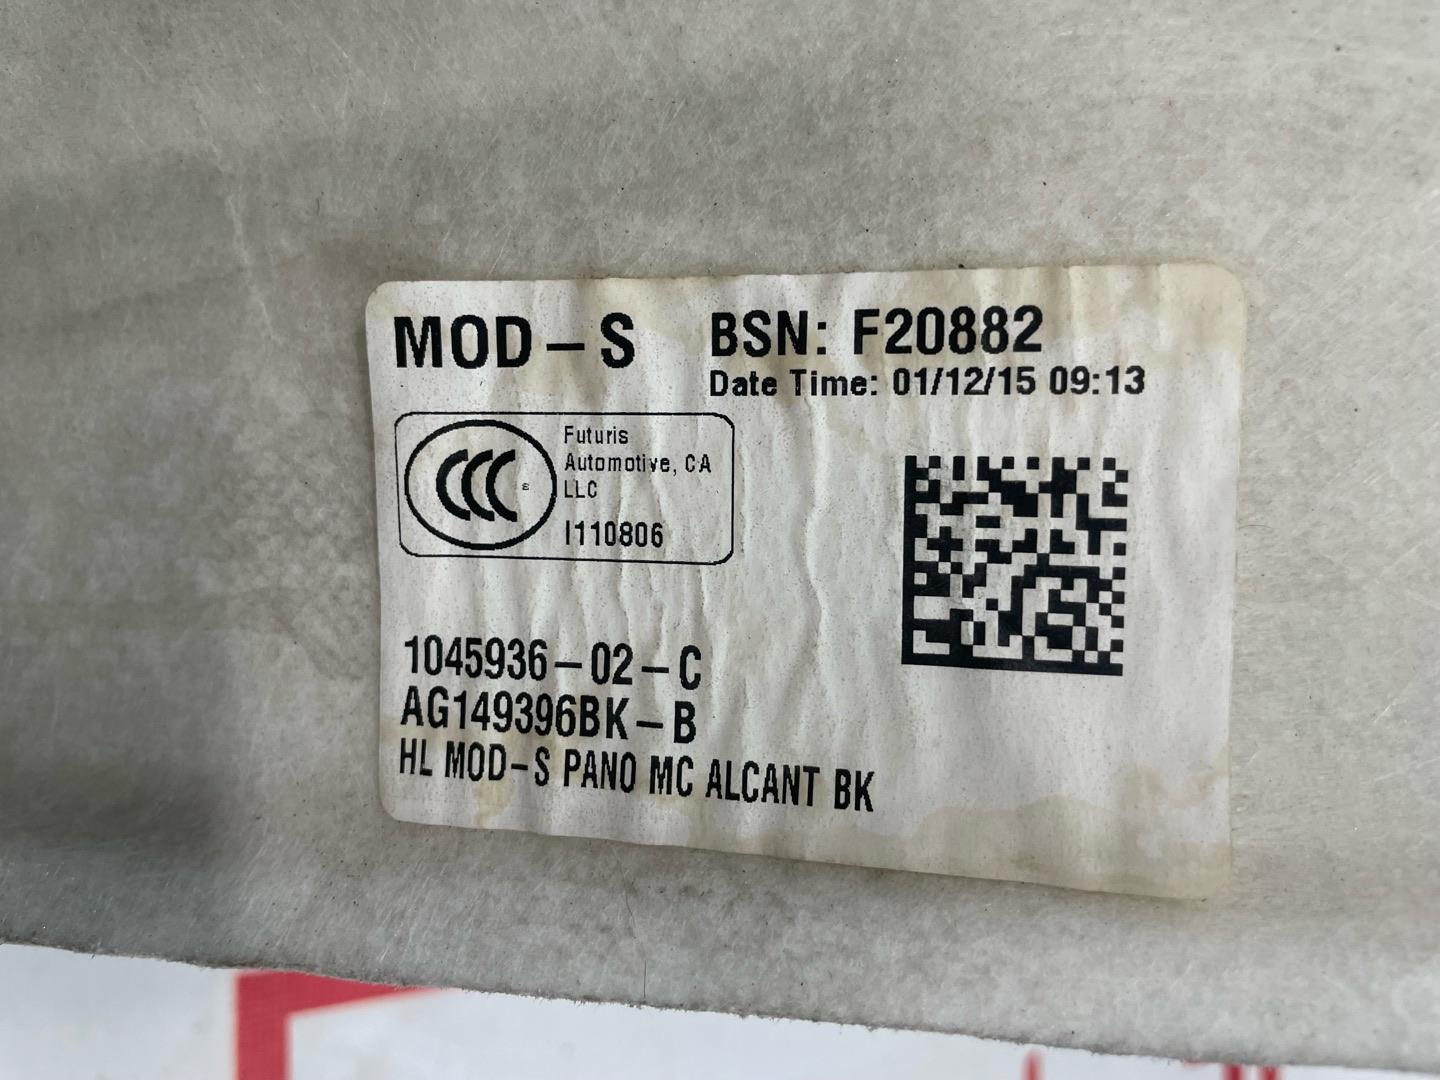 MOD-S
BSN: F20882
Date Time: 01/12/15 09:13
CCC ε
Futuris
Automotive, CA
LLC
I110806
1045936-02-C
AG149396BK-B
HL MOD-S PANO MC ALCANT BK